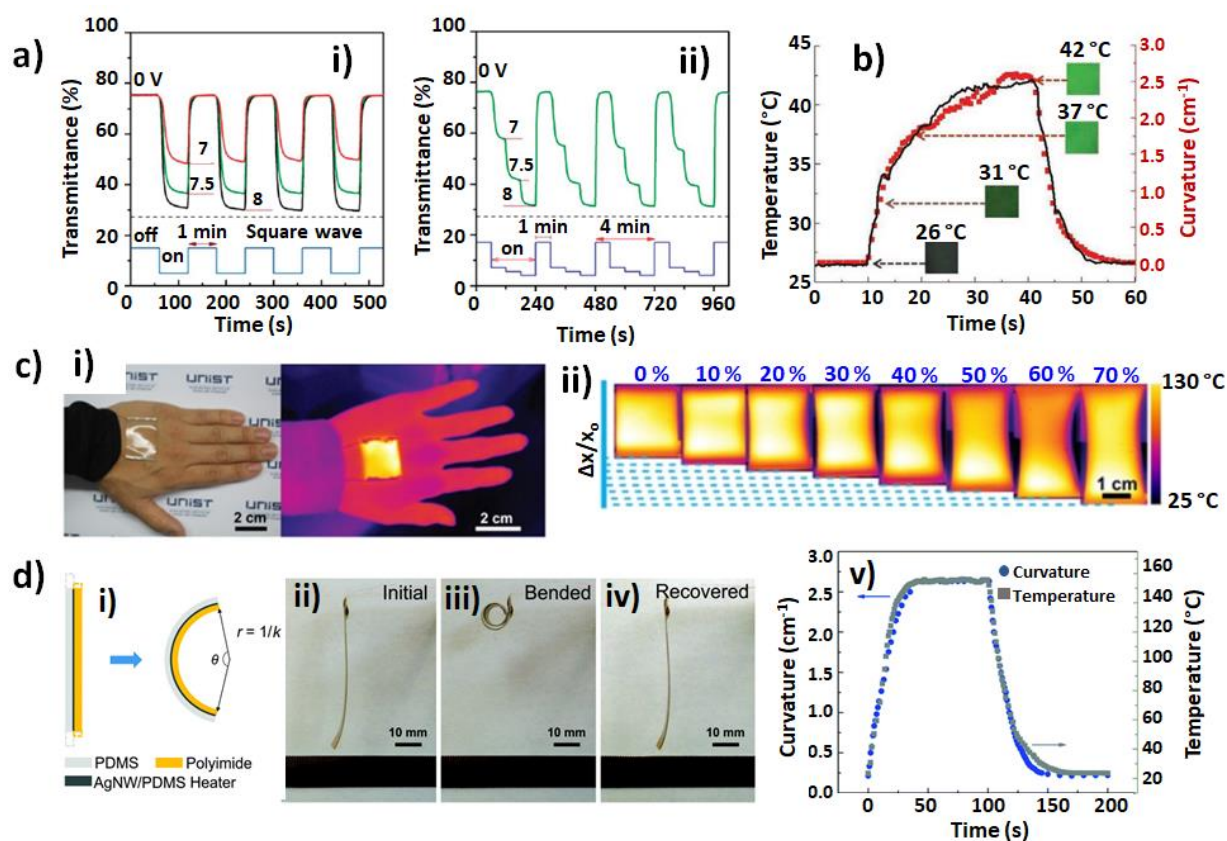 a)
i)
100
80
60
40
20
0
Transmittance (%)
0 V
7
7.5
8
off
on
1 min
Square wave
0 100 200 300 400 500
Time (s)
ii)
100
80
60
40
20
0
Transmittance (%)
0 V
7
7.5
8
1 min
4 min
on
0 240 480 720 960
Time (s)
b)
45
40
35
30
25
Temperature (°C)
42 °C
37 °C
31 °C
26 °C
3.0
2.5
2.0
1.5
1.0
0.5
0.0
Curvature (cm-1)
0 10 20 30 40 50 60
Time (s)
c)
i)
UNIST
UNIST
UNIST
UNIST
2 cm
2 cm
ii)
0 % 10 % 20 % 30 % 40 % 50 % 60 % 70 %
Δx/xo
1 cm
130 °C
25 °C
d)
i)
r = 1/k
θ
PDMS
Polyimide
AgNW/PDMS Heater
ii)
Initial
10 mm
iii)
Bended
10 mm
iv)
Recovered
10 mm
v)
Curvature
Temperature
3.0
2.5
2.0
1.5
1.0
0.5
0.0
Curvature (cm-1)
160
140
120
100
80
60
40
20
Temperature (°C)
0 50 100 150 200
Time (s)